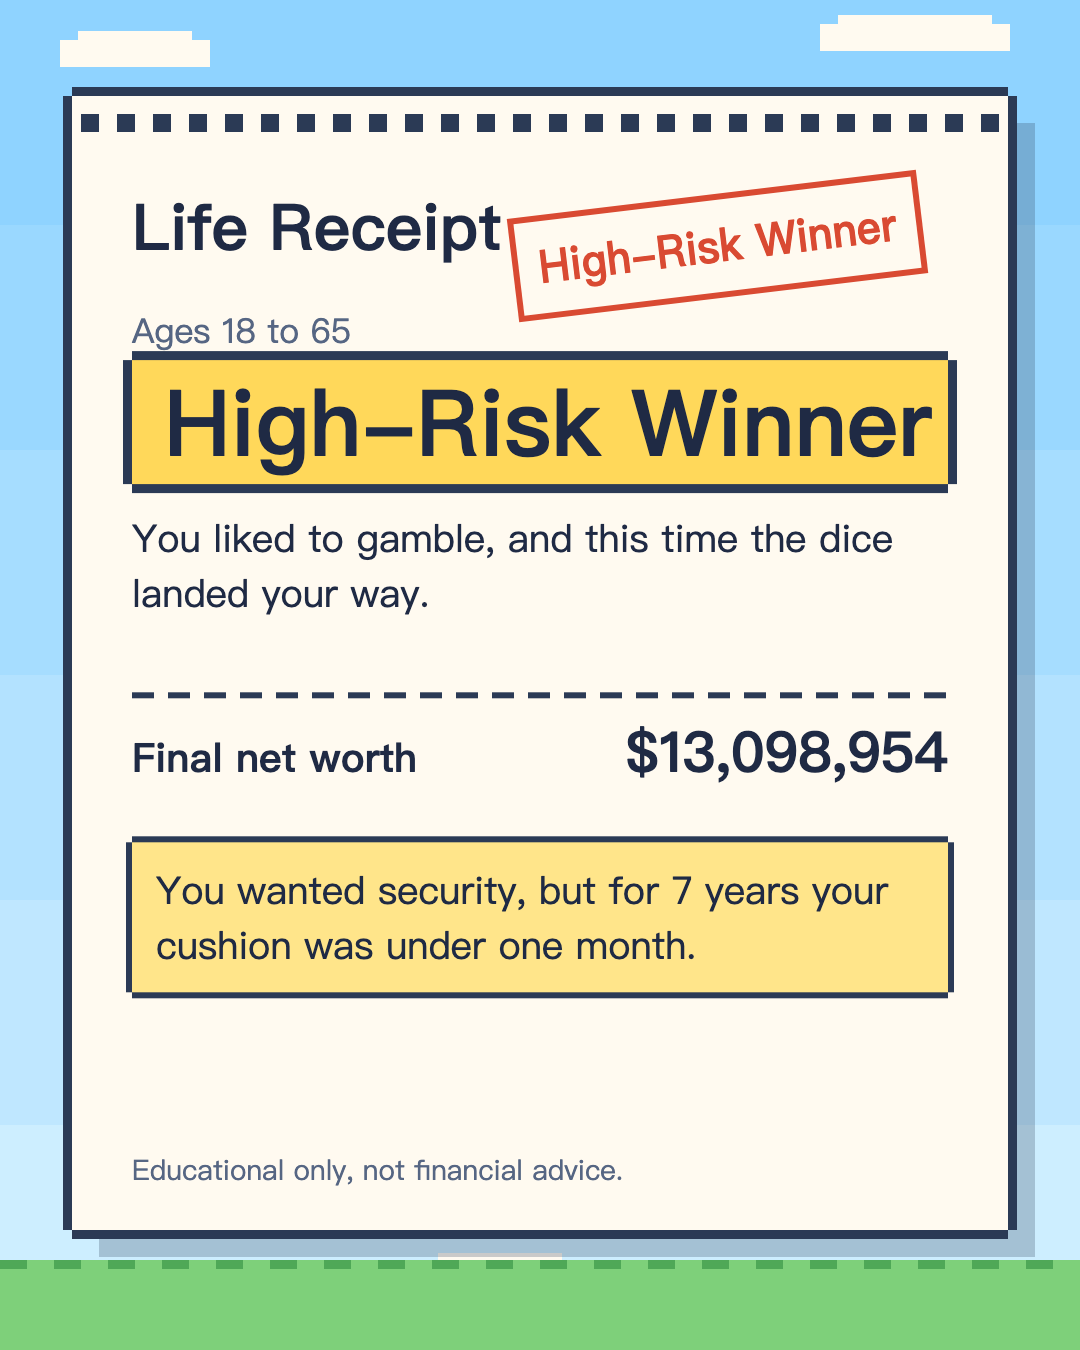 Life Receipt
High-Risk Winner
Ages 18 to 65
High-Risk Winner
You liked to gamble, and this time the dice
landed your way.
Final net worth $13,098,954
You wanted security, but for 7 years your
cushion was under one month.
Educational only, not financial advice.